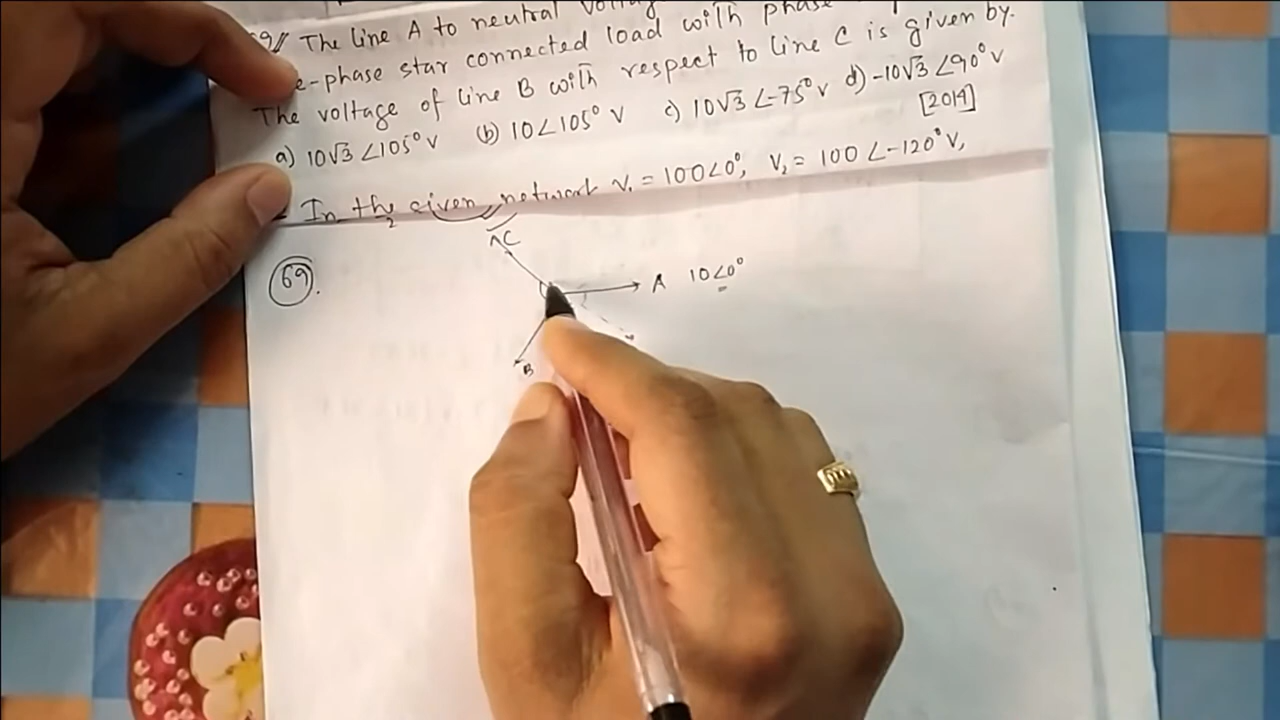 9// The line A to neutral
e-phase star connected load with phase
The voltage of line B with respect to line C is given by.
a) 10√3 ∠105° V (b) 10∠105° V c) 10√3 ∠-75° V d) -10√3 ∠90° V
[2014]
In the given network V₁ = 100∠0°, V₂ = 100 ∠-120° V,
(69).
C
A 10∠0°
B